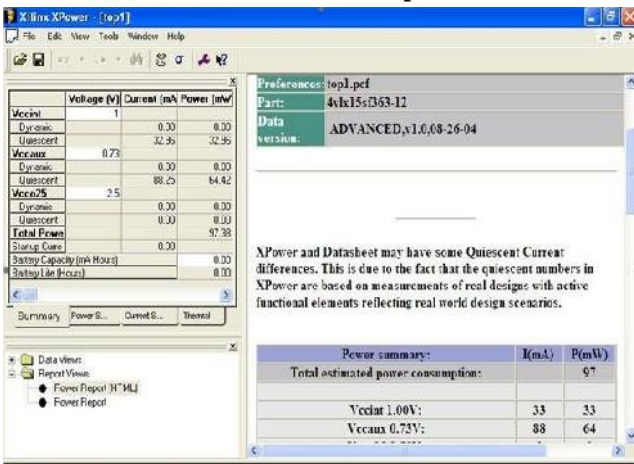 Xilinx XPower - [top1]
File Edit View Tools Window Help
Voltage (V) Current (mA Power (mW
Vccint 1
Dynamic 0.00 0.00
Quiescent 32.95 32.95
Vccaux 0.73
Dynamic 0.00 0.00
Quiescent 88.25 64.42
Vcco25 2.5
Dynamic 0.00 0.00
Quiescent 0.00 0.00
Total Powe 97.38
Startup Curre 0.00
Battery Capacity (mA Hours) 0.00
Battery Life (Hours) 0.00
Summary Power S... Current S... Thermal
Data Views
Report Views
Power Report (HTML)
Power Report
Preferences: top1.pcf
Part: 4vlx15sf363-12
Data version: ADVANCED,v1.0,08-26-04
XPower and Datasheet may have some Quiescent Current
differences. This is due to the fact that the quiescent numbers in
XPower are based on measurements of real designs with active
functional elements reflecting real world design scenarios.
Power summary: I(mA) P(mW)
Total estimated power consumption: 97
Vccint 1.00V: 33 33
Vccaux 0.73V: 88 64